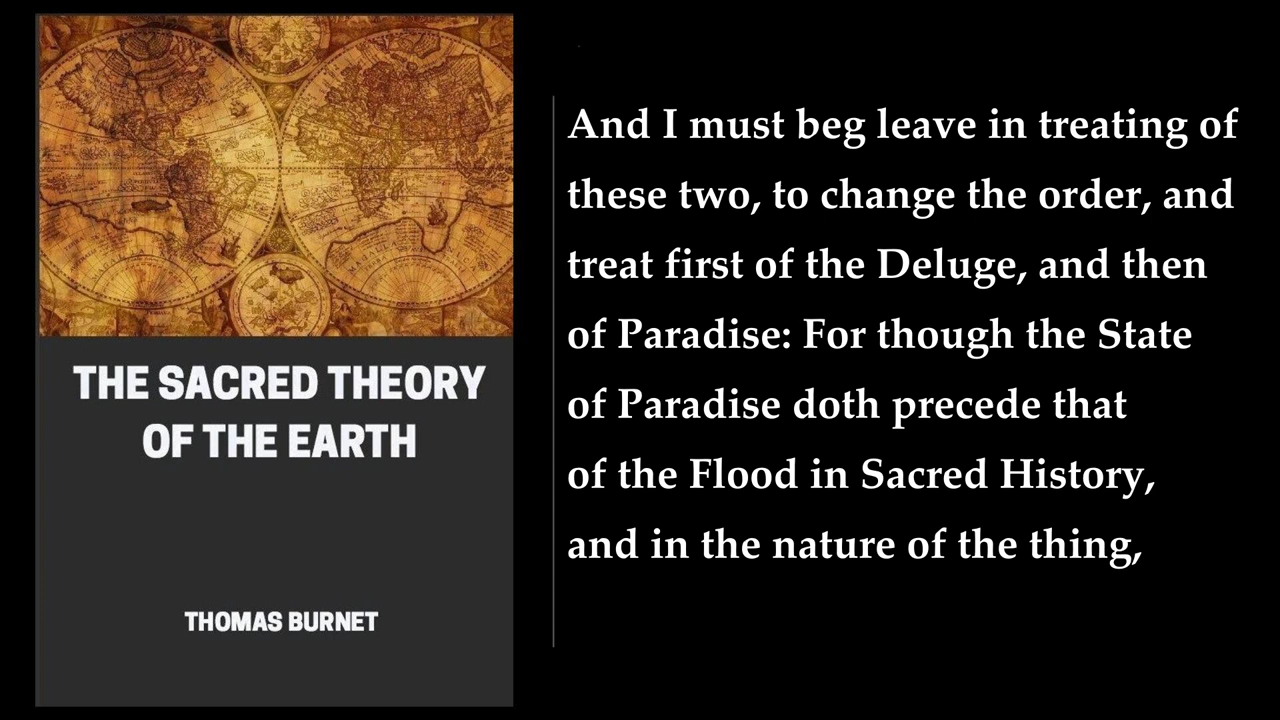 THE SACRED THEORY
OF THE EARTH
THOMAS BURNET
And I must beg leave in treating of
these two, to change the order, and
treat first of the Deluge, and then
of Paradise: For though the State
of Paradise doth precede that
of the Flood in Sacred History,
and in the nature of the thing,